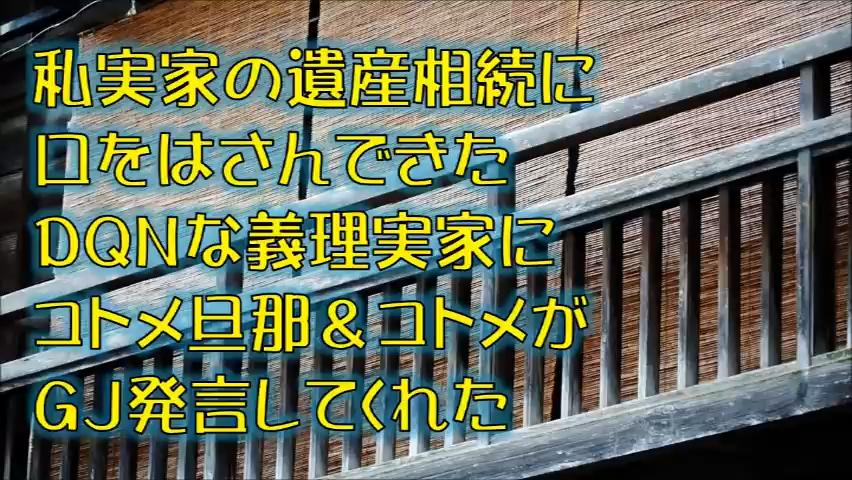 私実家の遺産相続に
口をはさんできた
DQNな義理実家に
コトメ旦那＆コトメが
GJ発言してくれた